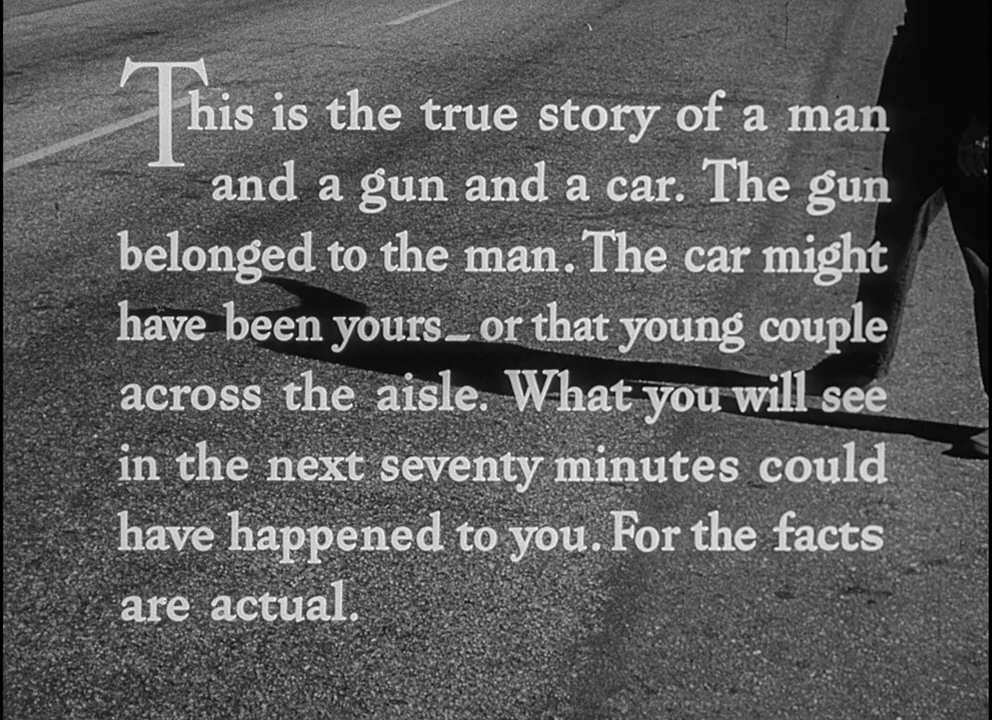 This is the true story of a man
and a gun and a car. The gun
belonged to the man. The car might
have been yours—or that young couple
across the aisle. What you will see
in the next seventy minutes could
have happened to you. For the facts
are actual.